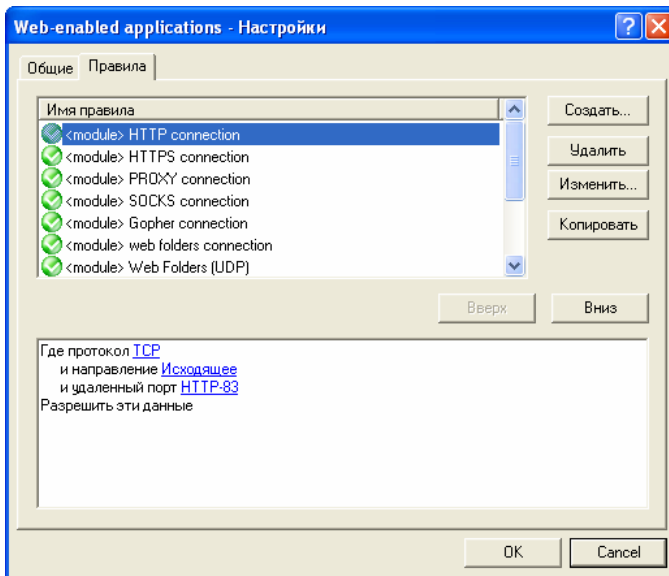 Web-enabled applications - Настройки
Общие
Правила
Имя правила
<module> HTTP connection
<module> HTTPS connection
<module> PROXY connection
<module> SOCKS connection
<module> Gopher connection
<module> web folders connection
<module> Web Folders (UDP)
Создать...
Удалить
Изменить...
Копировать
Вверх
Вниз
Где протокол TCP
и направление Исходящее
и удаленный порт HTTP-83
Разрешить эти данные
OK
Cancel